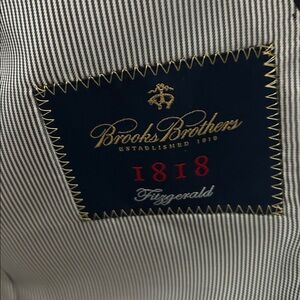 Brooks Brothers
ESTABLISHED 1818
1818
Fitzgerald